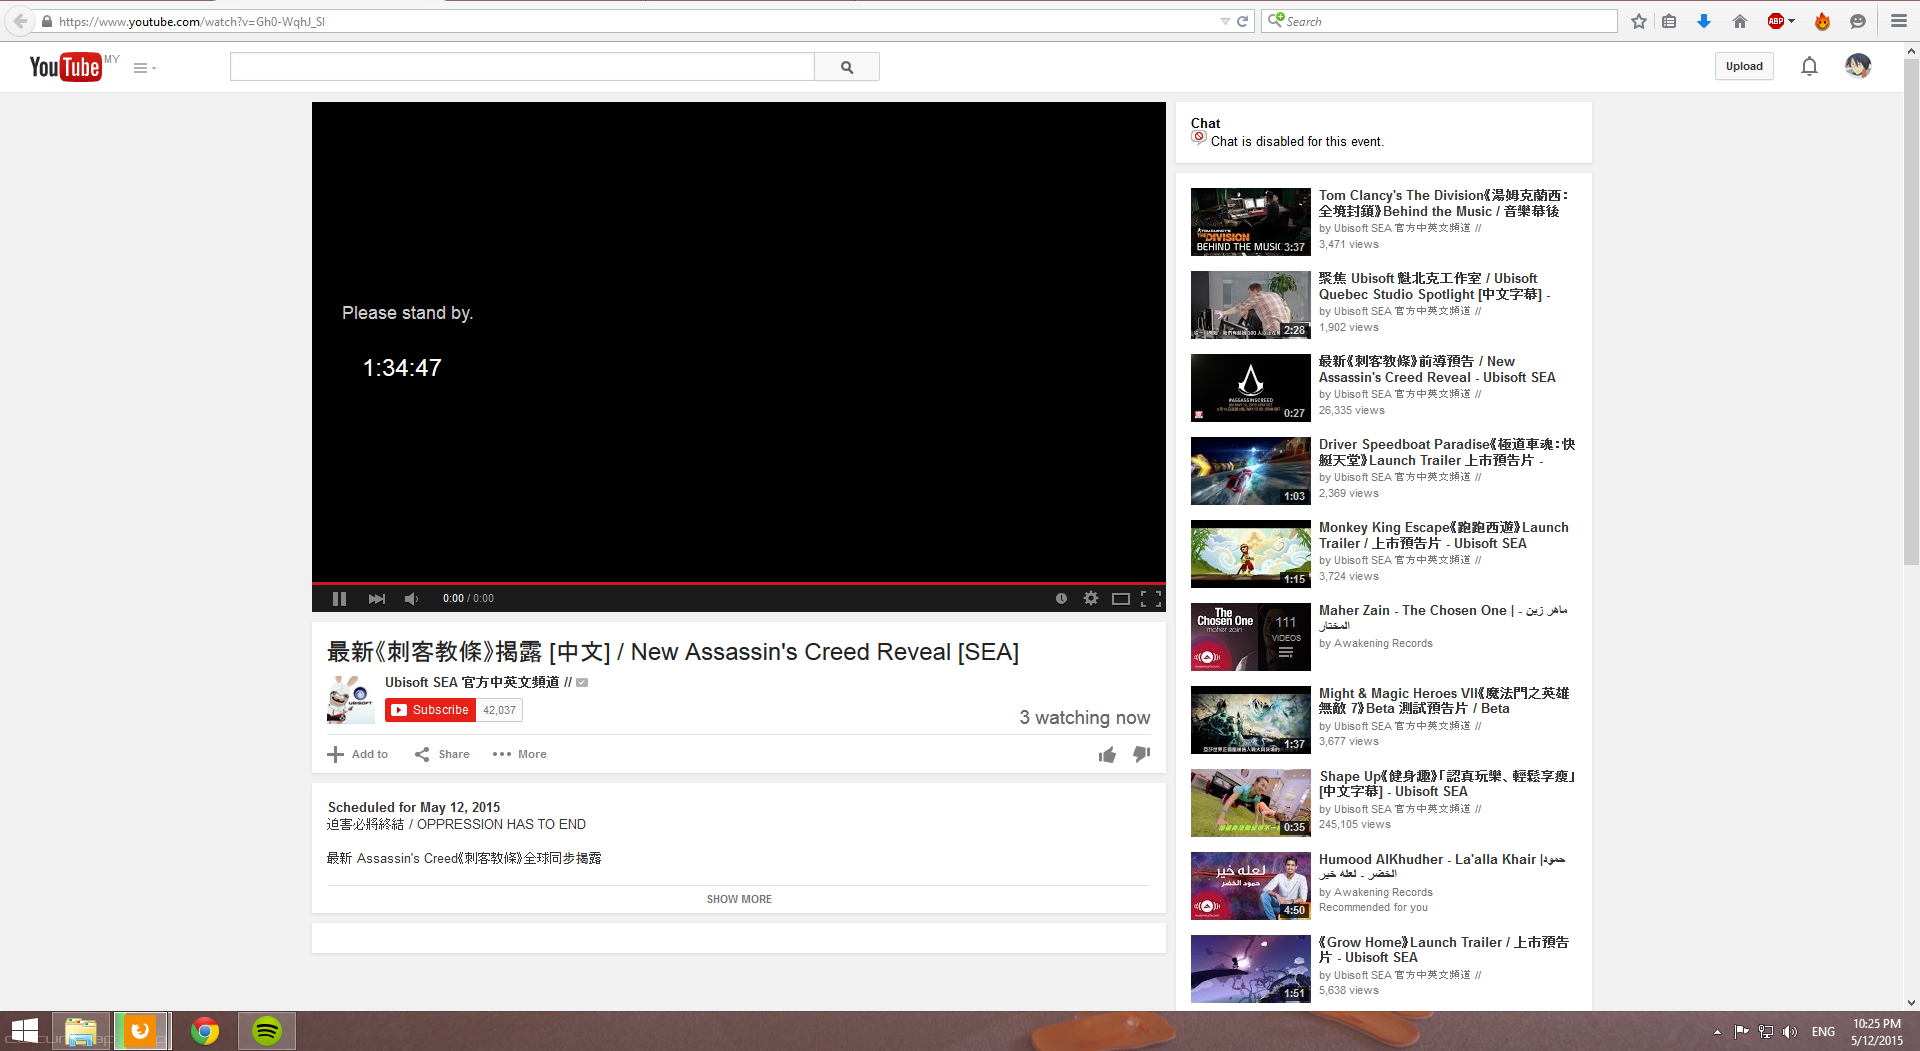 https://www.youtube.com/watch?v=Gh0-WqhJ_SI
Search
ABP
YouTube MY
Upload
Please stand by.
1:34:47
0:00 / 0:00
最新《刺客教條》揭露 [中文] / New Assassin's Creed Reveal [SEA]
Ubisoft SEA 官方中英文頻道 //
UBISOFT
Subscribe 42,037
3 watching now
Add to Share More
Scheduled for May 12, 2015
迫害必將終結 / OPPRESSION HAS TO END
最新 Assassin's Creed《刺客教條》全球同步揭露
SHOW MORE
Chat
Chat is disabled for this event.
Tom Clancy's The Division《湯姆克蘭西：
全境封鎖》Behind the Music / 音樂幕後
by Ubisoft SEA 官方中英文頻道 //
3,471 views
THE DIVISION
BEHIND THE MUSIC 3:37
聚焦 Ubisoft 魁北克工作室 / Ubisoft
Quebec Studio Spotlight [中文字幕] -
by Ubisoft SEA 官方中英文頻道 //
1,902 views
2:28
最新《刺客教條》前導預告 / New
Assassin's Creed Reveal - Ubisoft SEA
by Ubisoft SEA 官方中英文頻道 //
26,335 views
#ASSASSINSCREED
0:27
Driver Speedboat Paradise《極道車魂：快
艇天堂》Launch Trailer 上市預告片 -
by Ubisoft SEA 官方中英文頻道 //
2,369 views
1:03
Monkey King Escape《跑跑西遊》Launch
Trailer / 上市預告片 - Ubisoft SEA
by Ubisoft SEA 官方中英文頻道 //
3,724 views
1:15
Maher Zain - The Chosen One | ماهر زين -
المختار
by Awakening Records
The
Chosen One
maher zain
111
VIDEOS
Might & Magic Heroes VII《魔法門之英雄
無敵 7》Beta 測試預告片 / Beta
by Ubisoft SEA 官方中英文頻道 //
3,677 views
1:37
Shape Up《健身趣》「認真玩樂、輕鬆享瘦」
[中文字幕] - Ubisoft SEA
by Ubisoft SEA 官方中英文頻道 //
245,105 views
0:35
Humood AlKhudher - La'alla Khair |حمود
الخضر - لعله خير
by Awakening Records
Recommended for you
لعله خير
حمود الخضر
4:50
《Grow Home》Launch Trailer / 上市預告
片 - Ubisoft SEA
by Ubisoft SEA 官方中英文頻道 //
5,638 views
1:51
ENG
10:25 PM
5/12/2015